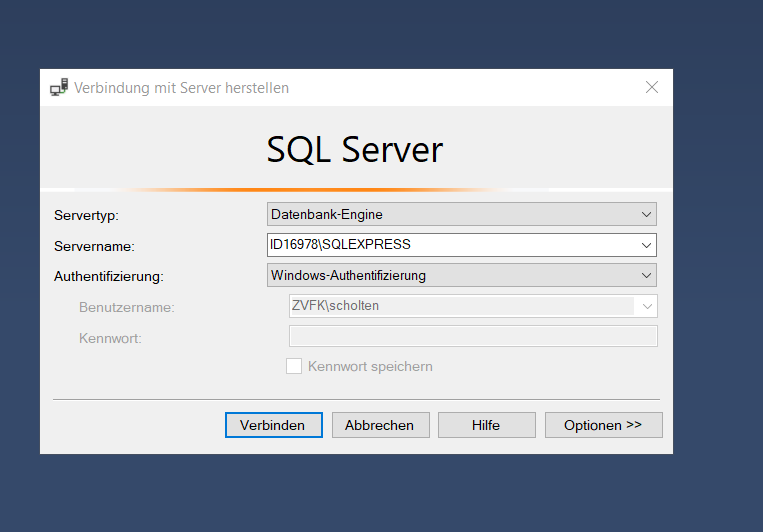 Verbindung mit Server herstellen
SQL Server
Servertyp: Datenbank-Engine
Servername: ID16978\SQLEXPRESS
Authentifizierung: Windows-Authentifizierung
Benutzername: ZVFK\scholten
Kennwort:
Kennwort speichern
Verbinden Abbrechen Hilfe Optionen >>